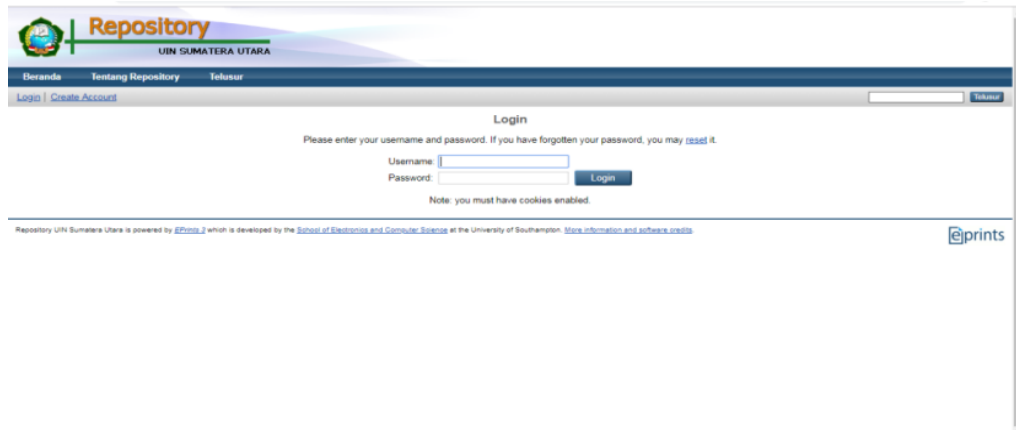 Repository
UIN SUMATERA UTARA
Beranda Tentang Repository Telusur
Login | Create Account Telusur
Login
Please enter your username and password. If you have forgotten your password, you may reset it.
Username:
Password: Login
Note: you must have cookies enabled.
Repository UIN Sumatera Utara is powered by EPrints 3 which is developed by the School of Electronics and Computer Science at the University of Southampton. More information and software credits.
eprints